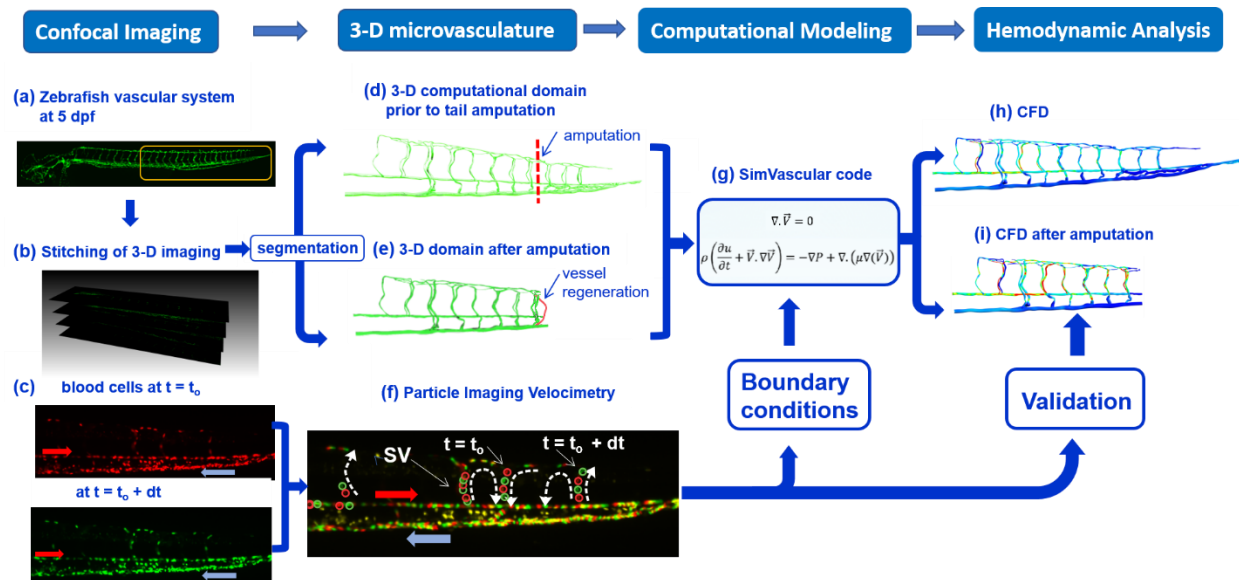 Confocal Imaging
3-D microvasculature
Computational Modeling
Hemodynamic Analysis
(a) Zebrafish vascular system
at 5 dpf
(b) Stitching of 3-D imaging
segmentation
(c) blood cells at t = tₒ
at t = tₒ + dt
(d) 3-D computational domain
prior to tail amputation
amputation
(e) 3-D domain after amputation
vessel
regeneration
(f) Particle Imaging Velocimetry
SV
t = tₒ
t = tₒ + dt
(g) SimVascular code
∇.V⃗ = 0
ρ(∂u/∂t + V⃗.∇V⃗) = −∇P + ∇.(μ∇(V⃗))
Boundary
conditions
(h) CFD
(i) CFD after amputation
Validation